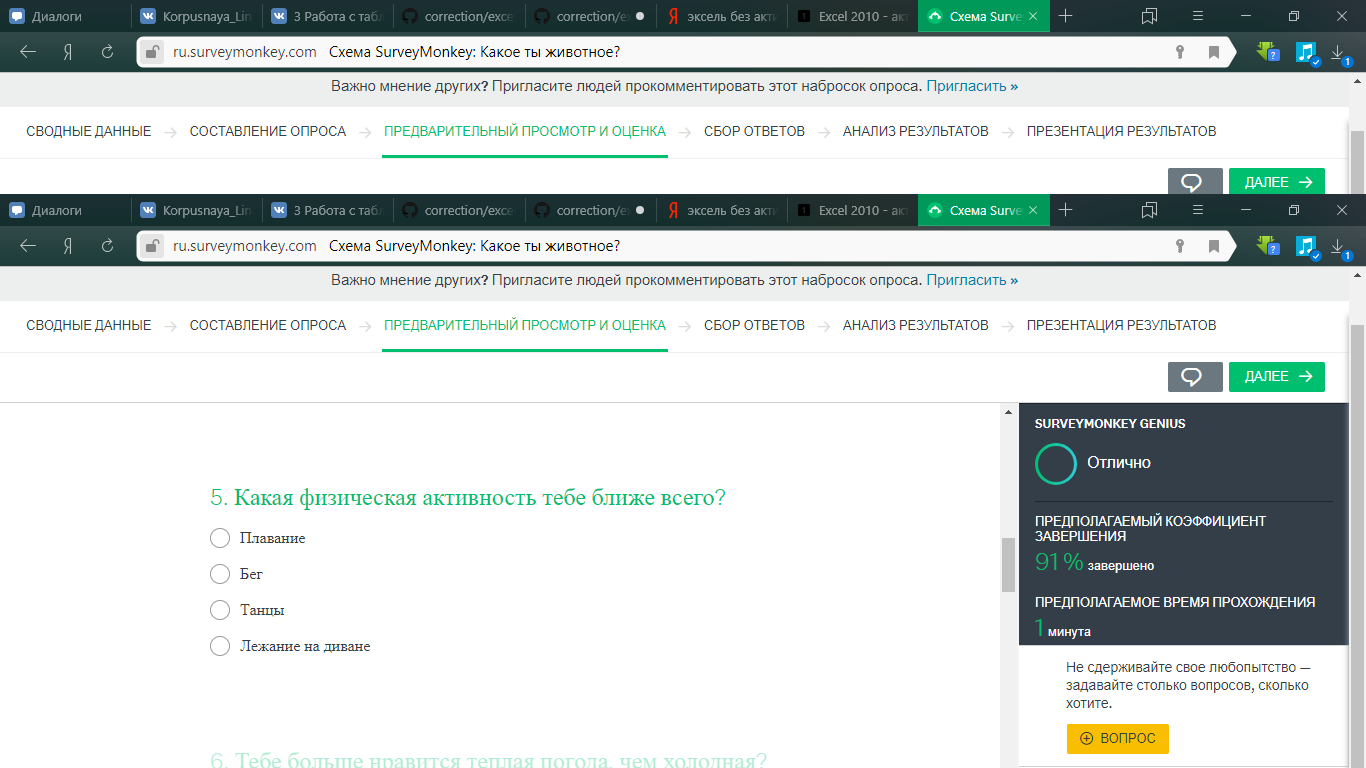 Диалоги Korpusnaya_Lin 3 Работа с табл correction/exce correction/ex эксель без акти Excel 2010 - акт Схема Surve
ru.surveymonkey.com Схема SurveyMonkey: Какое ты животное?
Важно мнение других? Пригласите людей прокомментировать этот набросок опроса. Пригласить »
СВОДНЫЕ ДАННЫЕ СОСТАВЛЕНИЕ ОПРОСА ПРЕДВАРИТЕЛЬНЫЙ ПРОСМОТР И ОЦЕНКА СБОР ОТВЕТОВ АНАЛИЗ РЕЗУЛЬТАТОВ ПРЕЗЕНТАЦИЯ РЕЗУЛЬТАТОВ
ДАЛЕЕ
Диалоги Korpusnaya_Lin 3 Работа с табл correction/exce correction/ex эксель без акти Excel 2010 - акт Схема Surve
ru.surveymonkey.com Схема SurveyMonkey: Какое ты животное?
Важно мнение других? Пригласите людей прокомментировать этот набросок опроса. Пригласить »
СВОДНЫЕ ДАННЫЕ СОСТАВЛЕНИЕ ОПРОСА ПРЕДВАРИТЕЛЬНЫЙ ПРОСМОТР И ОЦЕНКА СБОР ОТВЕТОВ АНАЛИЗ РЕЗУЛЬТАТОВ ПРЕЗЕНТАЦИЯ РЕЗУЛЬТАТОВ
ДАЛЕЕ
5. Какая физическая активность тебе ближе всего?
Плавание
Бег
Танцы
Лежание на диване
6. Тебе больше нравится теплая погода, чем холодная?
SURVEYMONKEY GENIUS
Отлично
ПРЕДПОЛАГАЕМЫЙ КОЭФФИЦИЕНТ
ЗАВЕРШЕНИЯ
91% завершено
ПРЕДПОЛАГАЕМОЕ ВРЕМЯ ПРОХОЖДЕНИЯ
1 минута
Не сдерживайте свое любопытство —
задавайте столько вопросов, сколько
хотите.
ВОПРОС